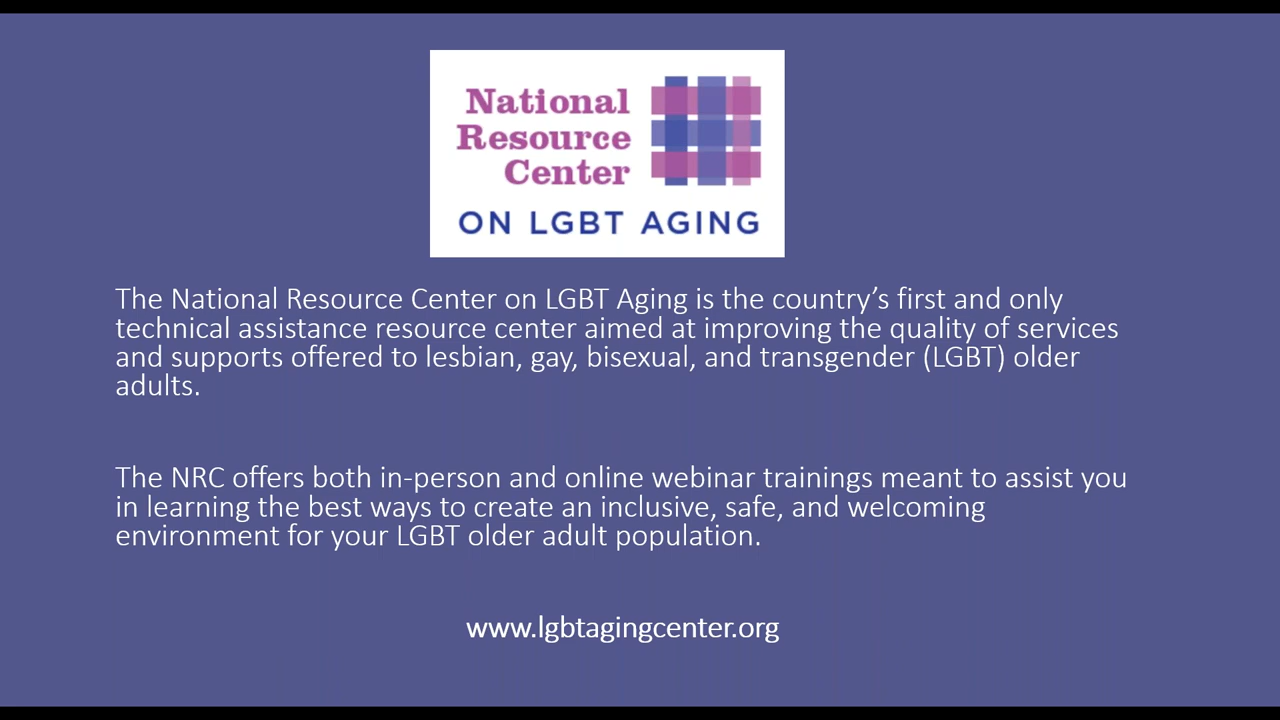 National
Resource
Center
ON LGBT AGING
The National Resource Center on LGBT Aging is the country’s first and only
technical assistance resource center aimed at improving the quality of services
and supports offered to lesbian, gay, bisexual, and transgender (LGBT) older
adults.
The NRC offers both in-person and online webinar trainings meant to assist you
in learning the best ways to create an inclusive, safe, and welcoming
environment for your LGBT older adult population.
www.lgbtagingcenter.org